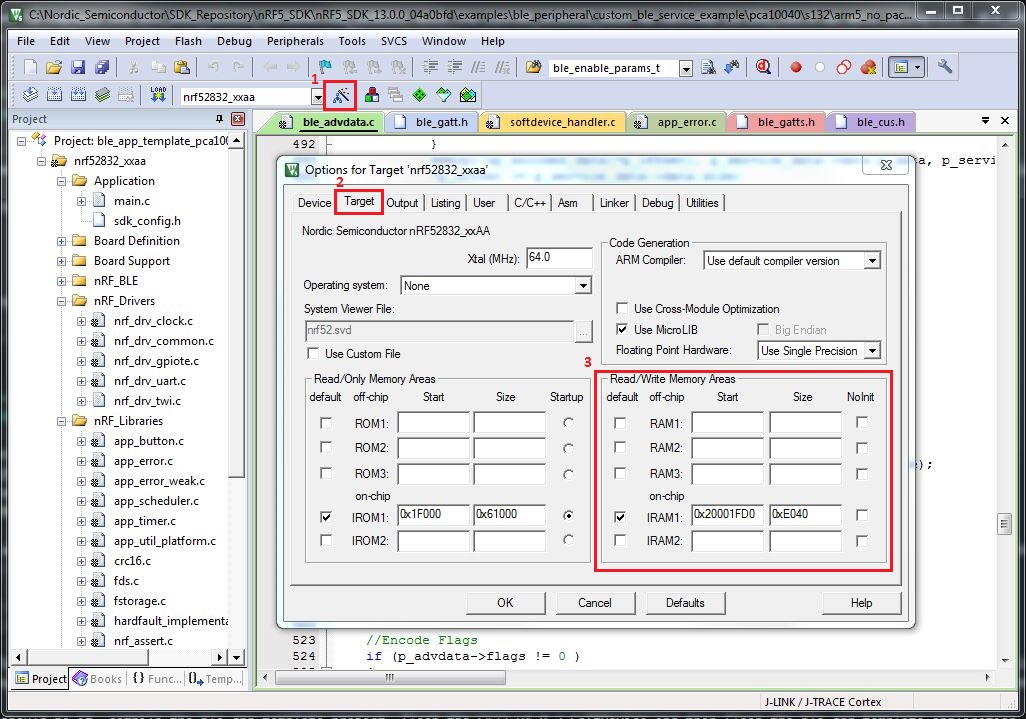 C:\Nordic_Semiconductor\SDK_Repository\nRF5_SDK\nRF5_SDK_13.0.0_04a0bfd\examples\ble_peripheral\custom_ble_service_example\pca10040\s132\arm5_no_pac...
File Edit View Project Flash Debug Peripherals Tools SVCS Window Help
ble_enable_params_t
1
LOAD nrf52832_xxaa
Project
ble_advdata.c ble_gatt.h softdevice_handler.c app_error.c ble_gatts.h ble_cus.h
Project: ble_app_template_pca100
nrf52832_xxaa
Application
main.c
sdk_config.h
Board Definition
Board Support
nRF_BLE
nRF_Drivers
nrf_drv_clock.c
nrf_drv_common.c
nrf_drv_gpiote.c
nrf_drv_uart.c
nrf_drv_twi.c
nRF_Libraries
app_button.c
app_error.c
app_error_weak.c
app_scheduler.c
app_timer.c
app_util_platform.c
crc16.c
fds.c
fstorage.c
hardfault_implementa
nrf_assert.c
Project Books {} Func... Temp...
492 }
ata, p_servi
);
Options for Target 'nrf52832_xxaa'
2
Device Target Output Listing User C/C++ Asm Linker Debug Utilities
Nordic Semiconductor nRF52832_xxAA
Xtal (MHz): 64.0
Operating system: None
System Viewer File:
nrf52.svd ...
Use Custom File
Code Generation
ARM Compiler: Use default compiler version
Use Cross-Module Optimization
Use MicroLIB Big Endian
Floating Point Hardware: Use Single Precision
3
Read/Only Memory Areas
default off-chip Start Size Startup
ROM1:
ROM2:
ROM3:
on-chip
IROM1: 0x1F000 0x61000
IROM2:
Read/Write Memory Areas
default off-chip Start Size NoInit
RAM1:
RAM2:
RAM3:
on-chip
IRAM1: 0x20001FD0 0xE040
IRAM2:
OK Cancel Defaults Help
523 //Encode Flags
524 if (p_advdata->flags != 0 )
J-LINK / J-TRACE Cortex